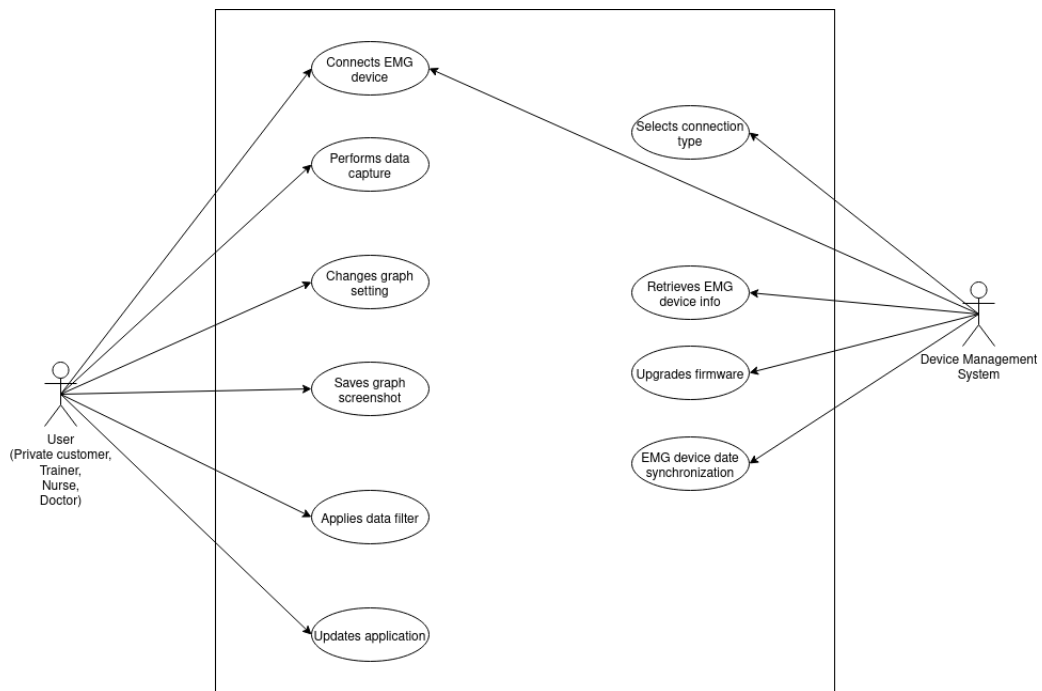 Connects EMG
device
Performs data
capture
Changes graph
setting
Saves graph
screenshot
Applies data filter
Updates application
User
(Private customer,
Trainer,
Nurse,
Doctor)
Selects connection
type
Retrieves EMG
device info
Upgrades firmware
EMG device date
synchronization
Device Management
System